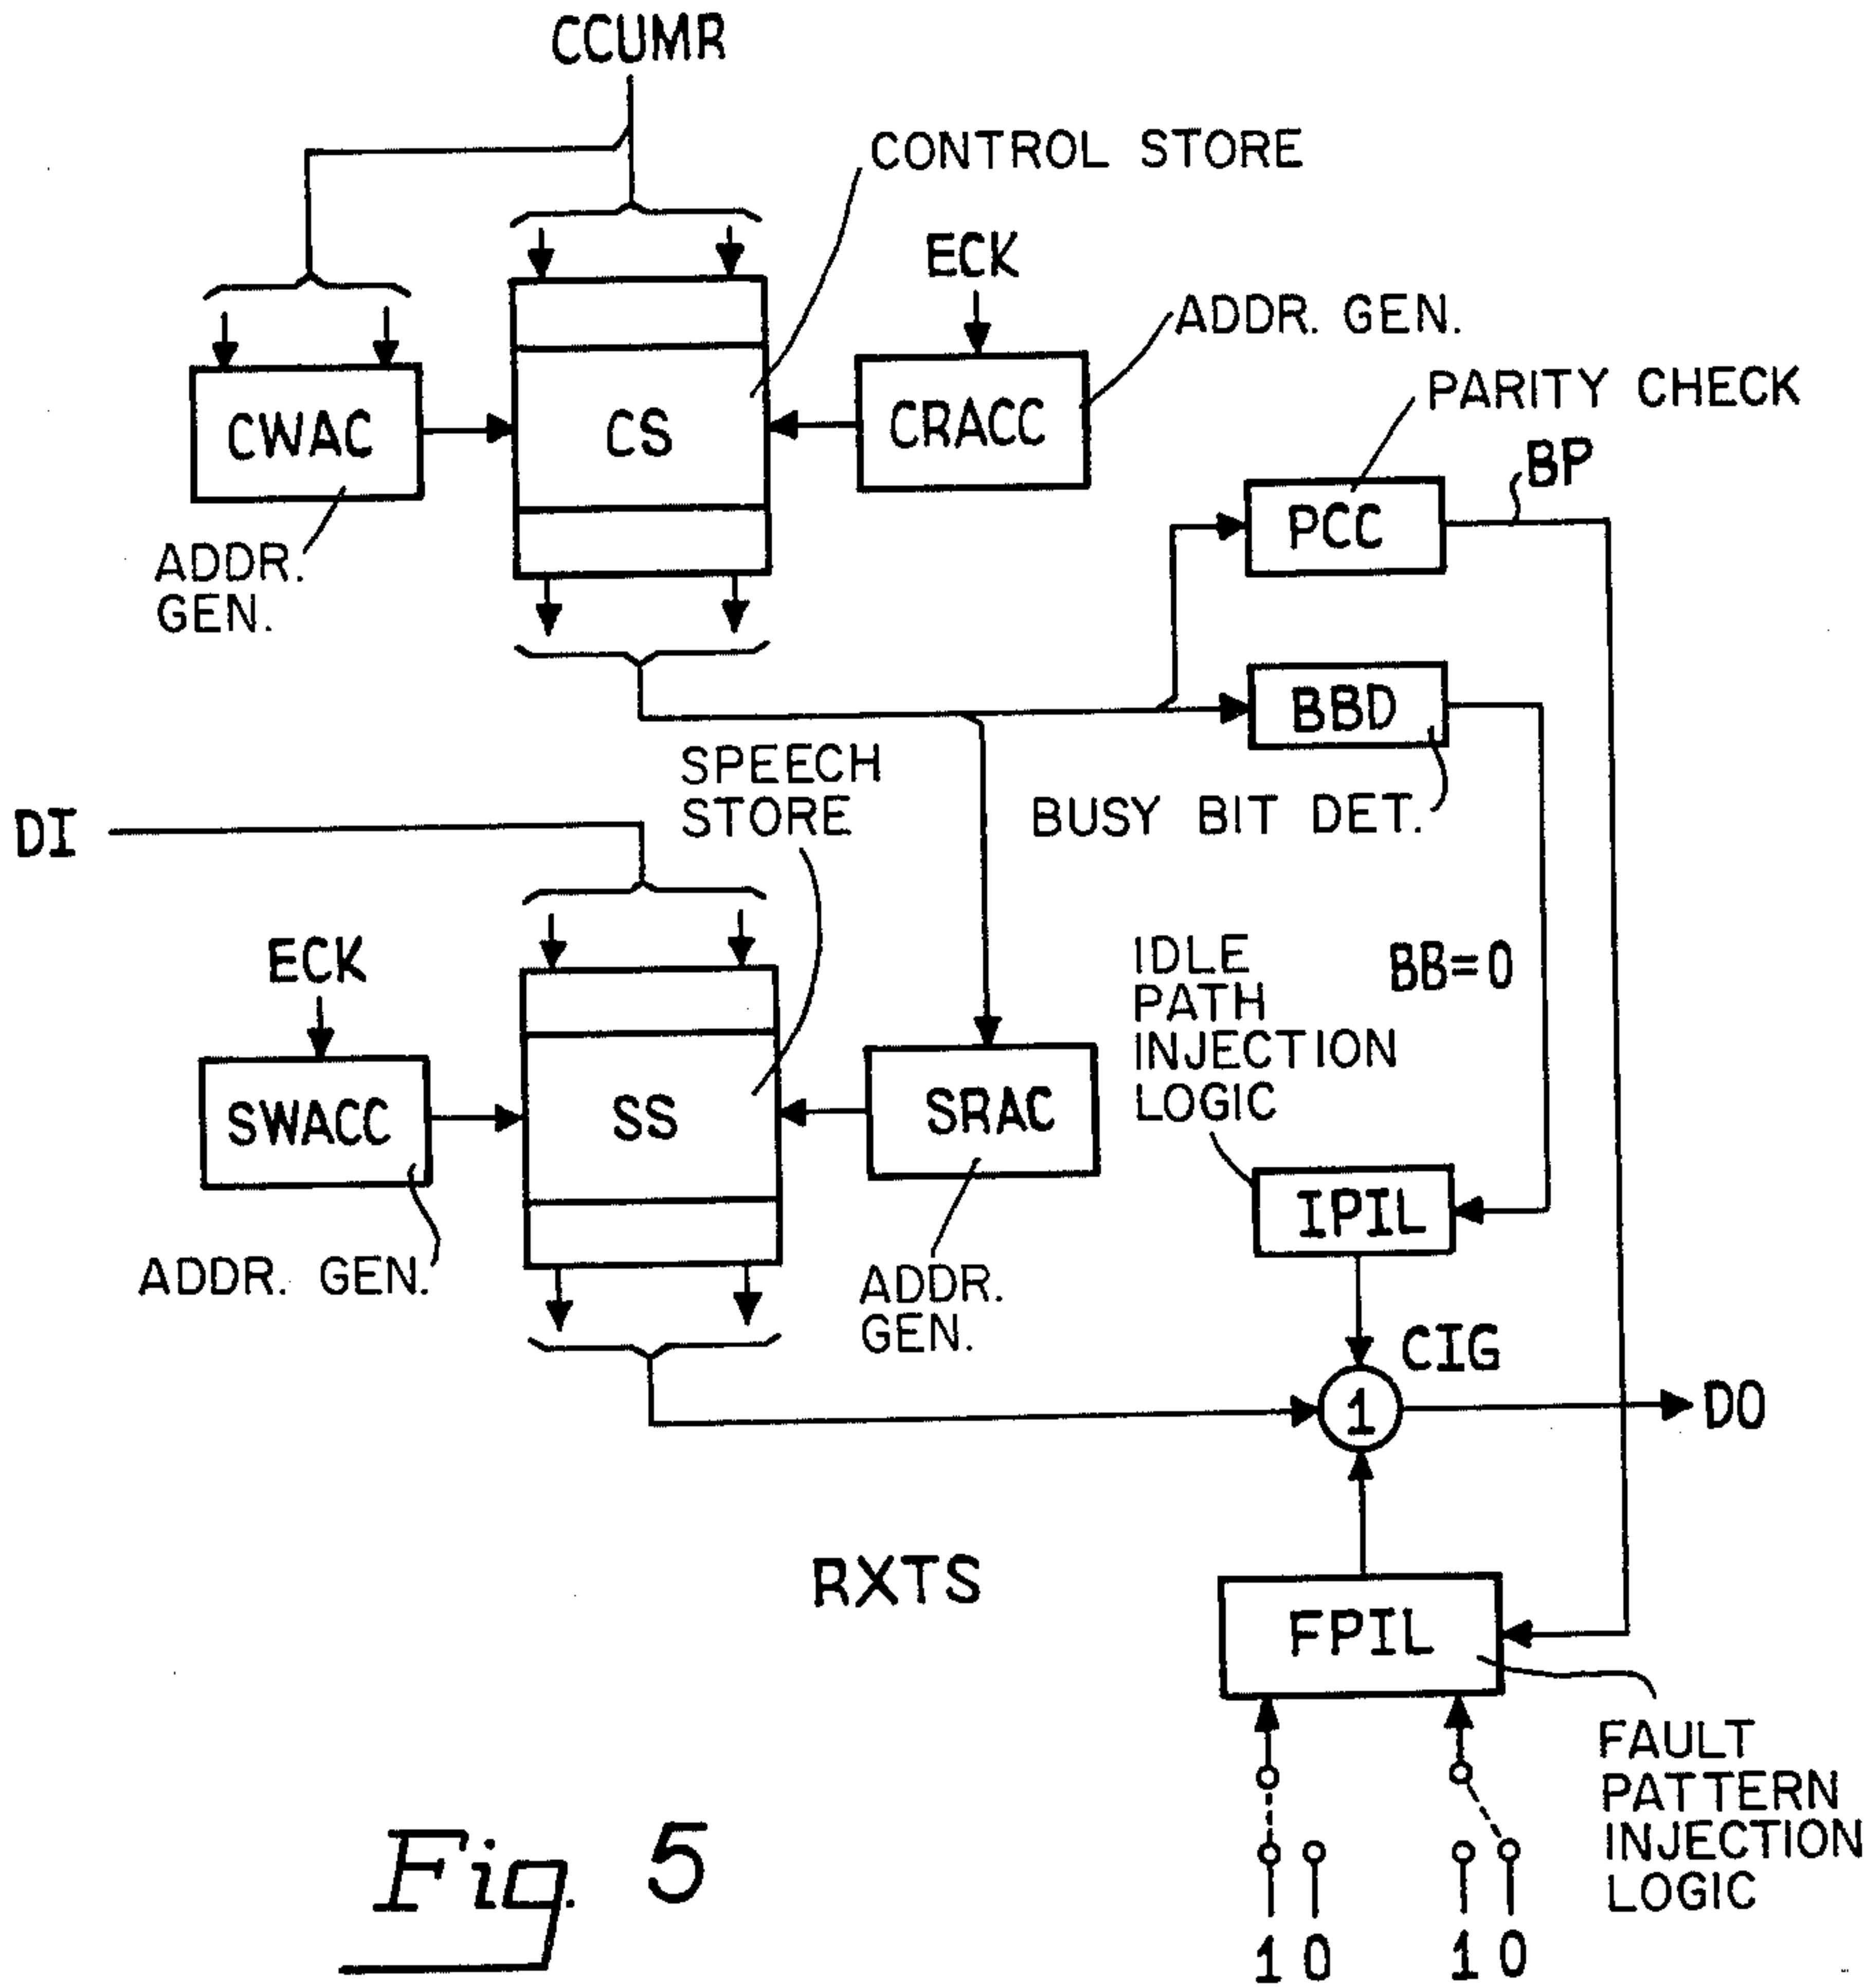 CCUMR
CONTROL STORE
ECK
ADDR. GEN.
CWAC
CS
CRACC
PARITY CHECK
BP
PCC
ADDR.
GEN.
BBD
SPEECH
STORE
BUSY BIT DET.
DI
ECK
IDLE
PATH
INJECTION
LOGIC
BB=0
SWACC
SS
SRAC
IPIL
ADDR. GEN.
ADDR.
GEN.
CIG
1
DO
RXTS
FPIL
FAULT
PATTERN
INJECTION
LOGIC
1 0
1 0
Fig. 5